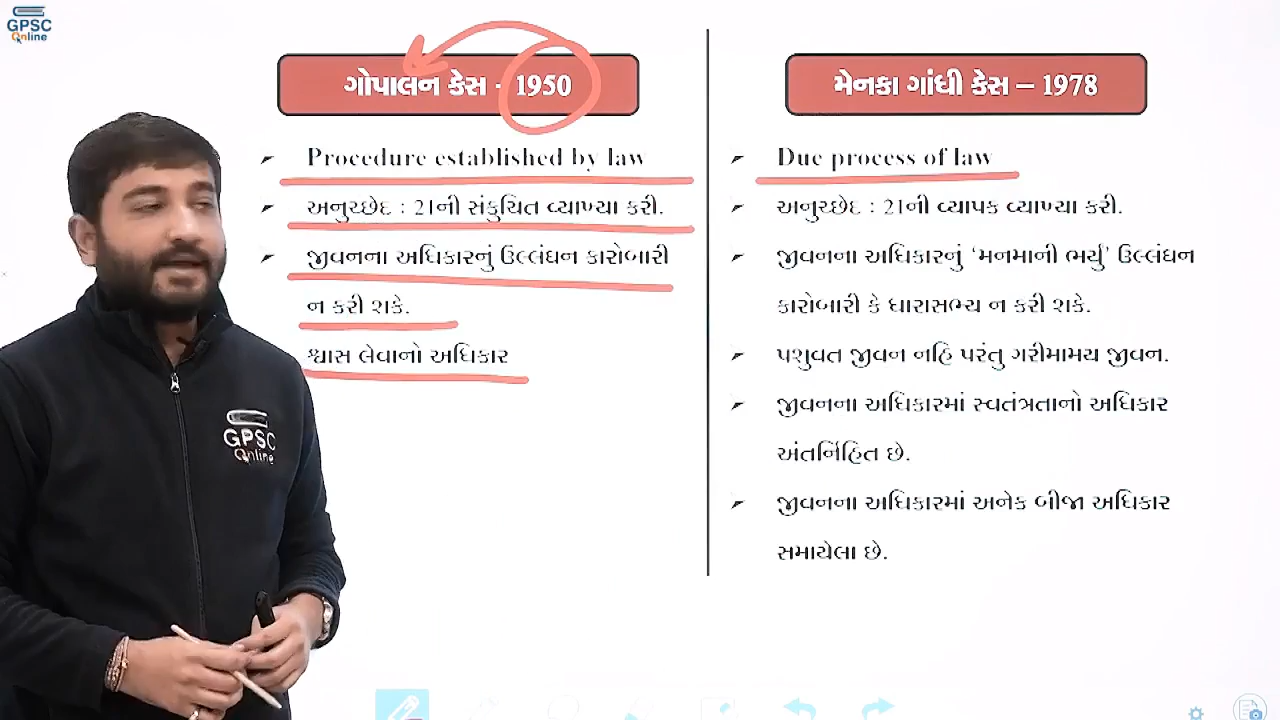 GPSC
Online
ગોપાલન કેસ - 1950
Procedure established by law
અનુચ્છેદ : 21ની સંકુચિત વ્યાખ્યા કરી.
જીવનના અધિકારનું ઉલ્લંઘન કારોબારી
ન કરી શકે.
શ્વાસ લેવાનો અધિકાર
મેનકા ગાંધી કેસ – 1978
Due process of law
અનુચ્છેદ : 21ની વ્યાપક વ્યાખ્યા કરી.
જીવનના અધિકારનું ‘મનમાની ભર્યુ’ ઉલ્લંઘન
કારોબારી કે ધારાસભ્ય ન કરી શકે.
પશુવત જીવન નહિ પરંતુ ગરીમામય જીવન.
જીવનના અધિકારમાં સ્વતંત્રતાનો અધિકાર
અંતર્નિહિત છે.
જીવનના અધિકારમાં અનેક બીજા અધિકાર
સમાયેલા છે.
GPSC
Online